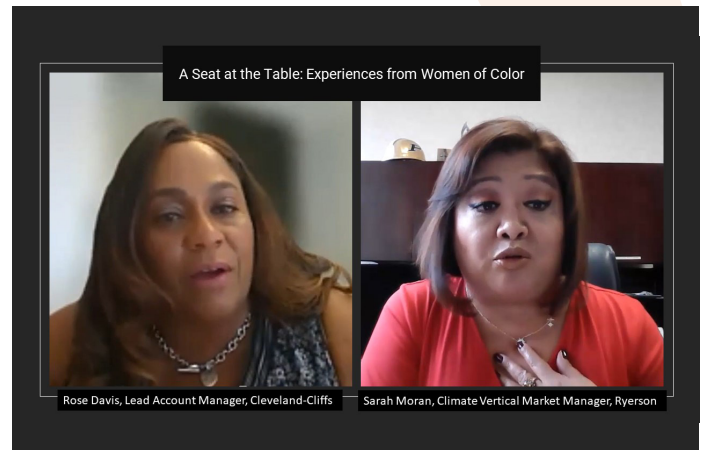 A Seat at the Table: Experiences from Women of Color
Rose Davis, Lead Account Manager, Cleveland-Cliffs
Sarah Moran, Climate Vertical Market Manager, Ryerson